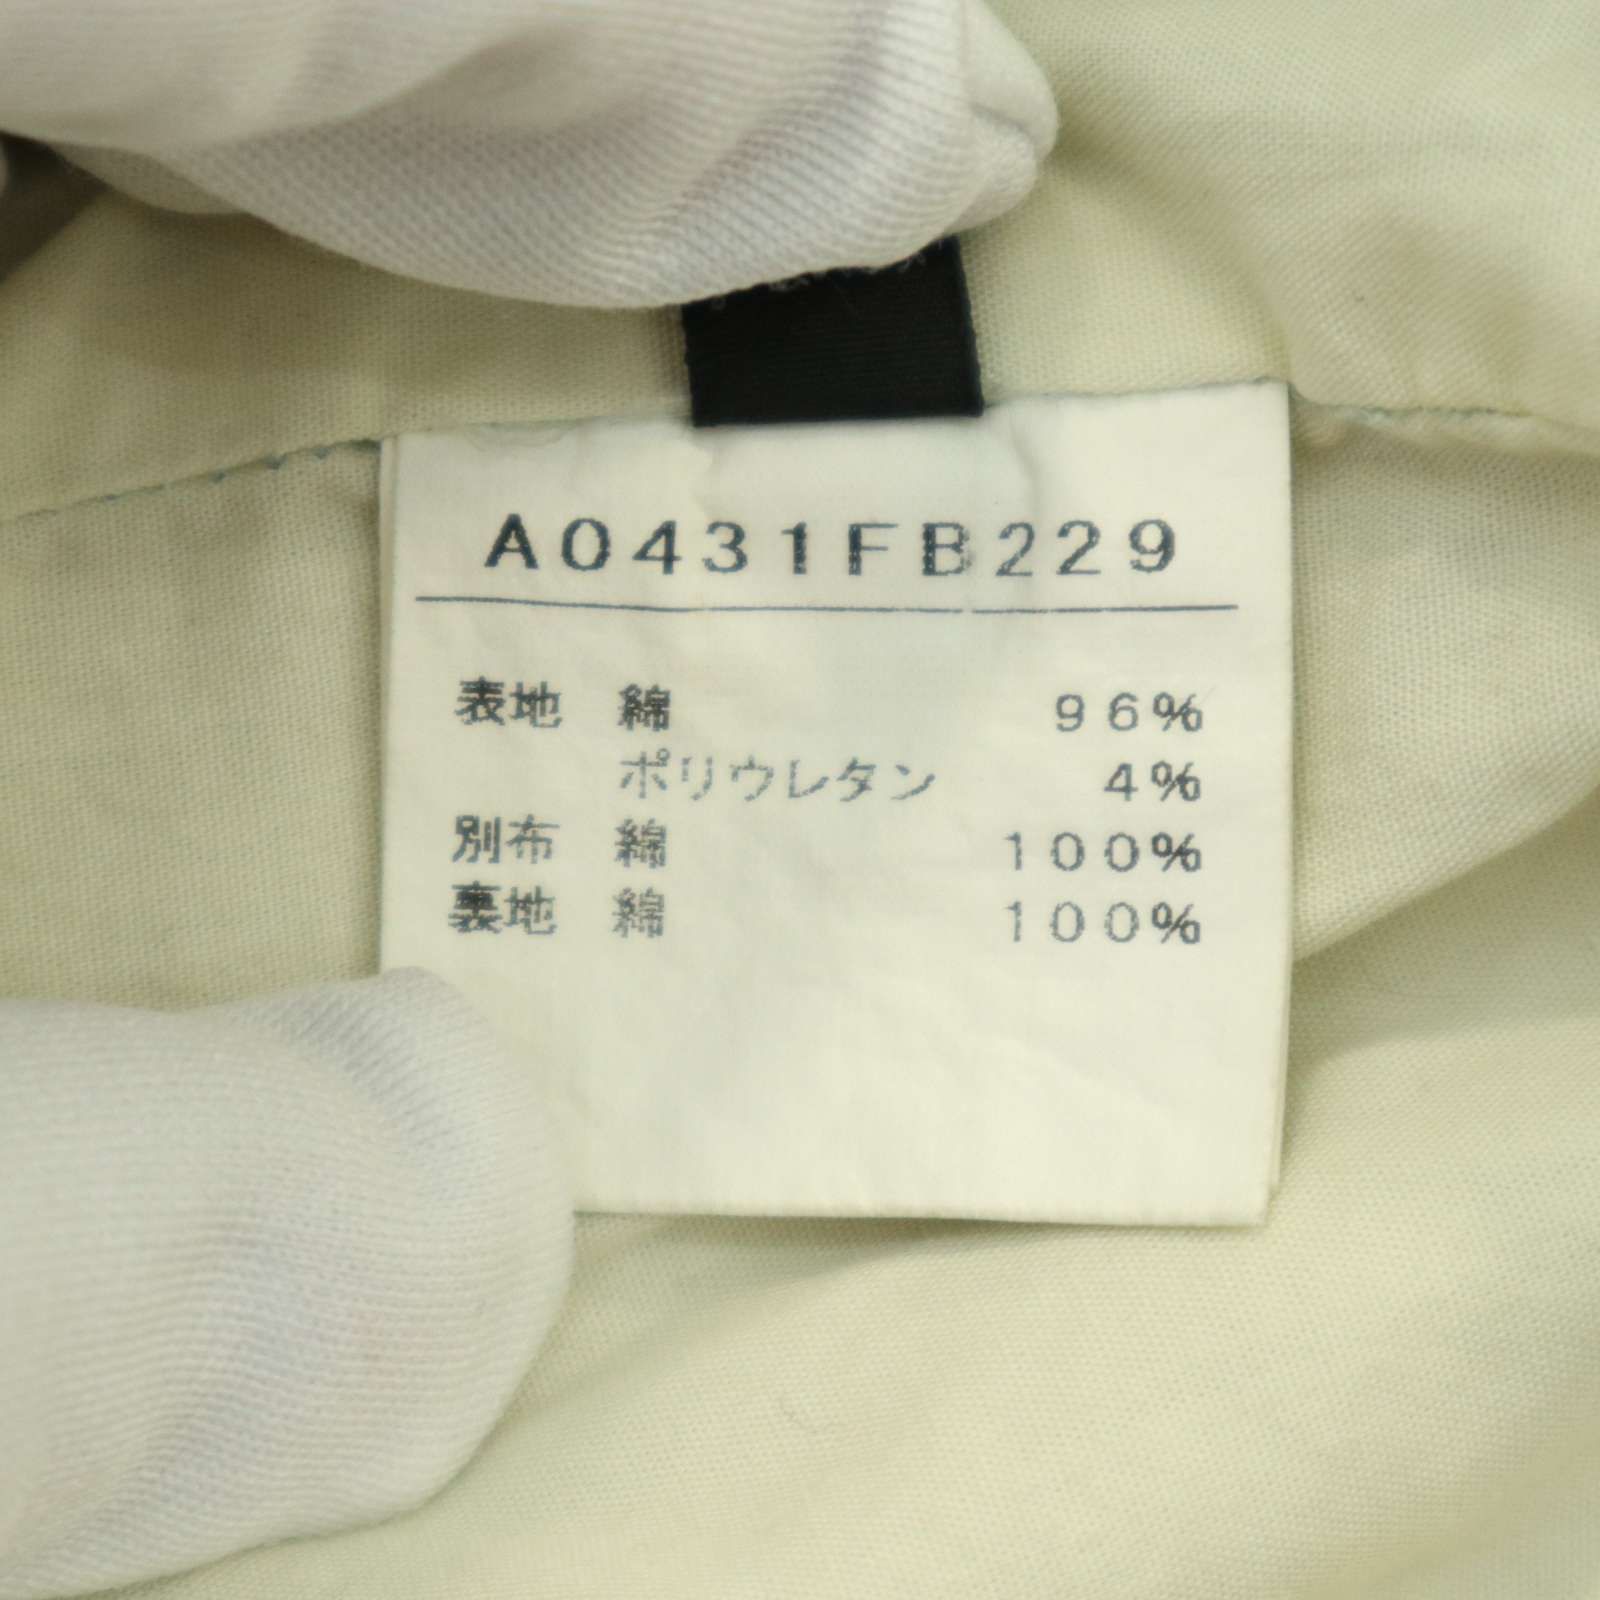 A0431FB229
表地 綿 96%
ポリウレタン 4%
別布 綿 100%
裏地 綿 100%